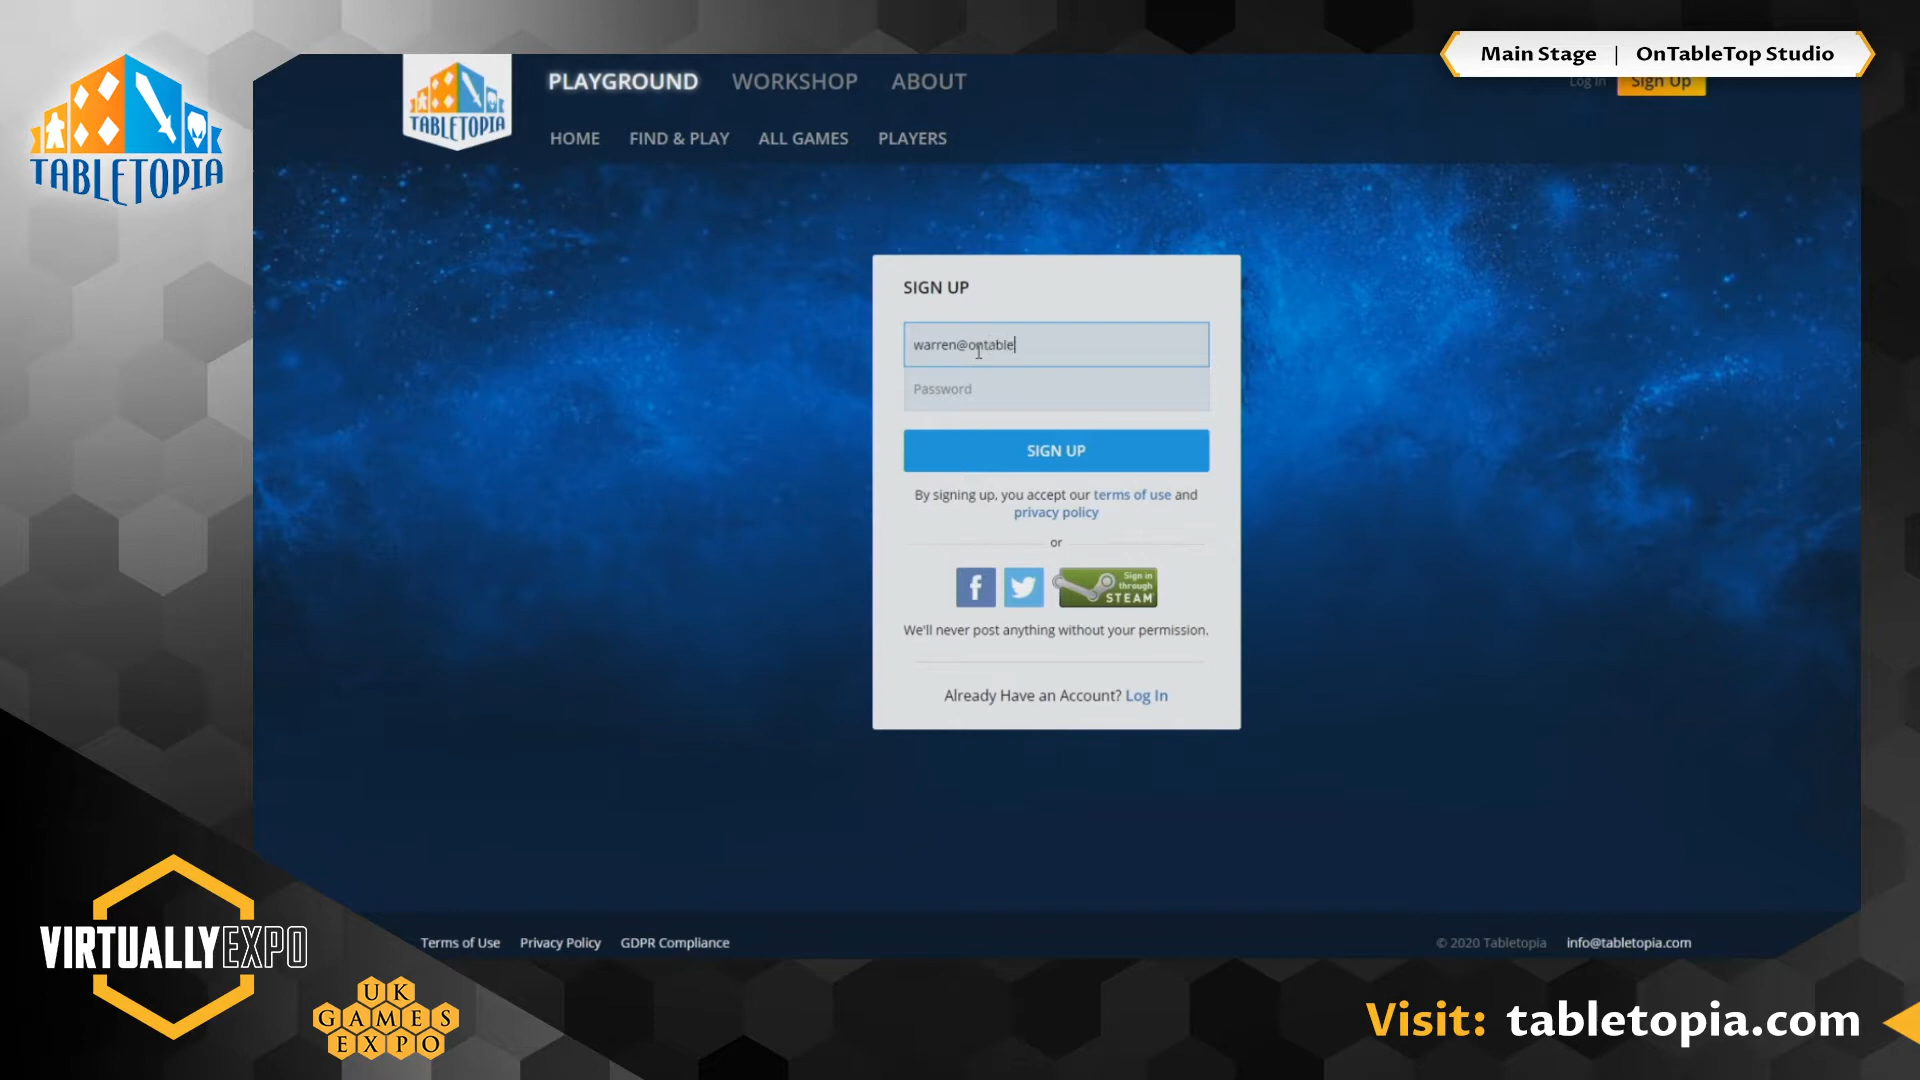 Main Stage | OnTableTop Studio
TABLETOPIA
TABLETOPIA
PLAYGROUND WORKSHOP ABOUT
Log In Sign Up
HOME FIND & PLAY ALL GAMES PLAYERS
SIGN UP
warren@ontable
Password
SIGN UP
By signing up, you accept our terms of use and
privacy policy
or
f
Sign in
through
STEAM
We'll never post anything without your permission.
Already Have an Account? Log In
Terms of Use Privacy Policy GDPR Compliance
© 2020 Tabletopia info@tabletopia.com
VIRTUALLYEXPO
UK
GAMES
EXPO
Visit: tabletopia.com